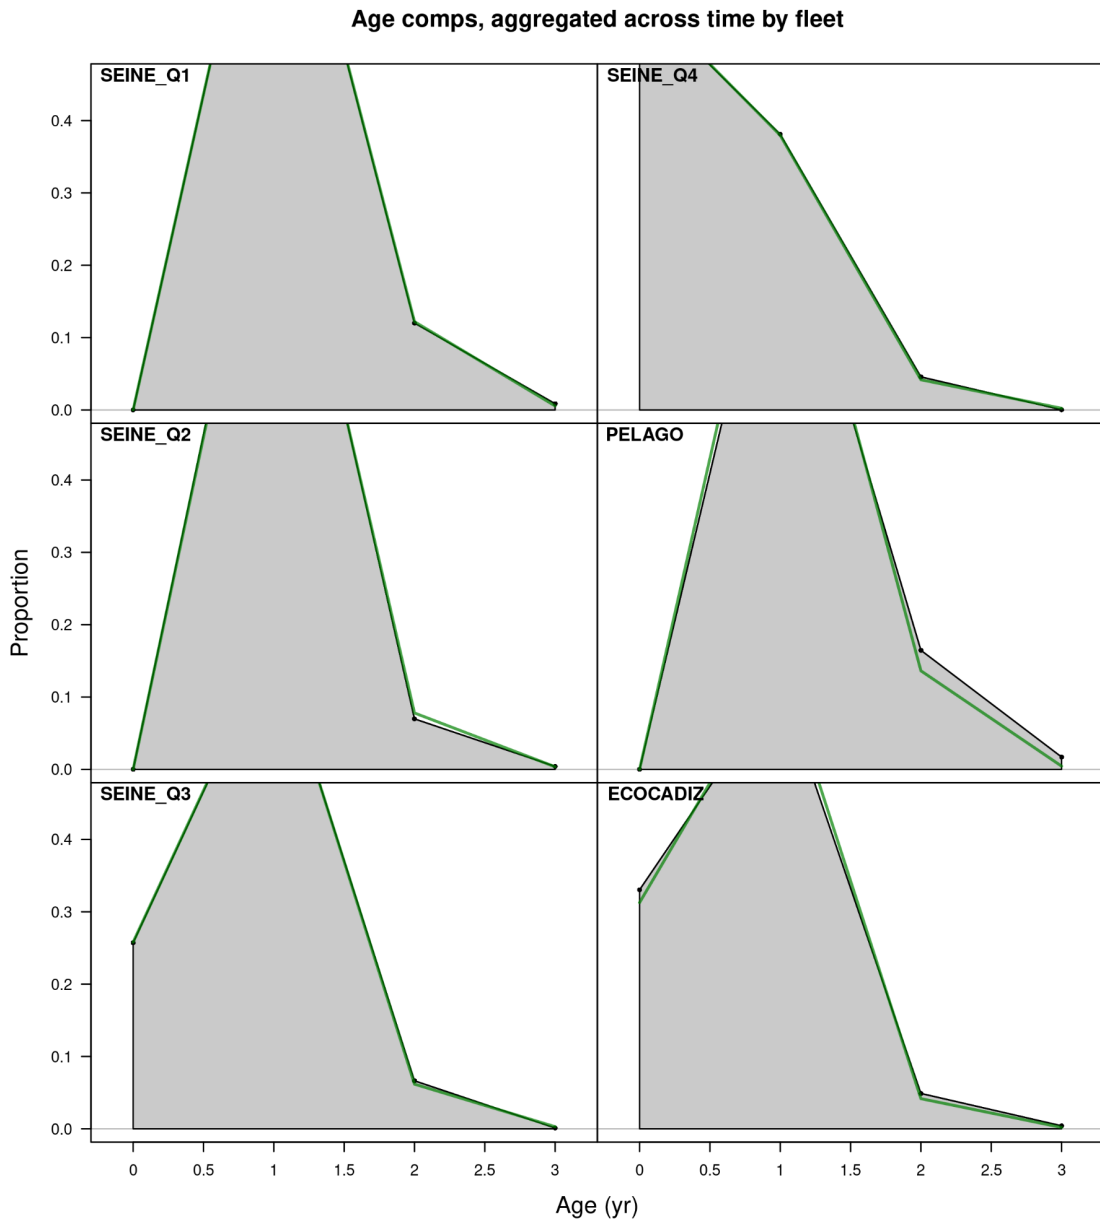 Age comps, aggregated across time by fleet
SEINE_Q1
SEINE_Q4
0.4
0.3
0.2
0.1
0.0
SEINE_Q2
PELAGO
0.4
0.3
0.2
0.1
0.0
Proportion
SEINE_Q3
ECOCADIZ
0.4
0.3
0.2
0.1
0.0
0 0.5 1 1.5 2 2.5 3 0 0.5 1 1.5 2 2.5 3
Age (yr)